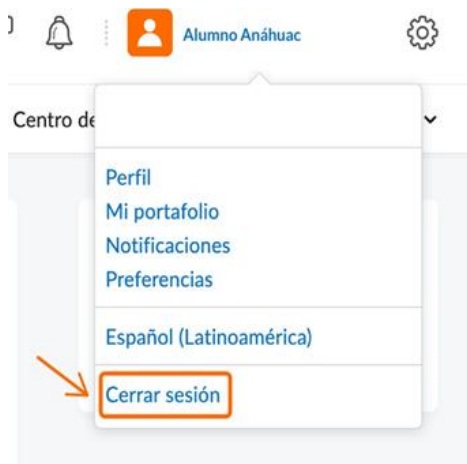 Alumno Anáhuac
Centro de
Perfil
Mi portafolio
Notificaciones
Preferencias
Español (Latinoamérica)
Cerrar sesión